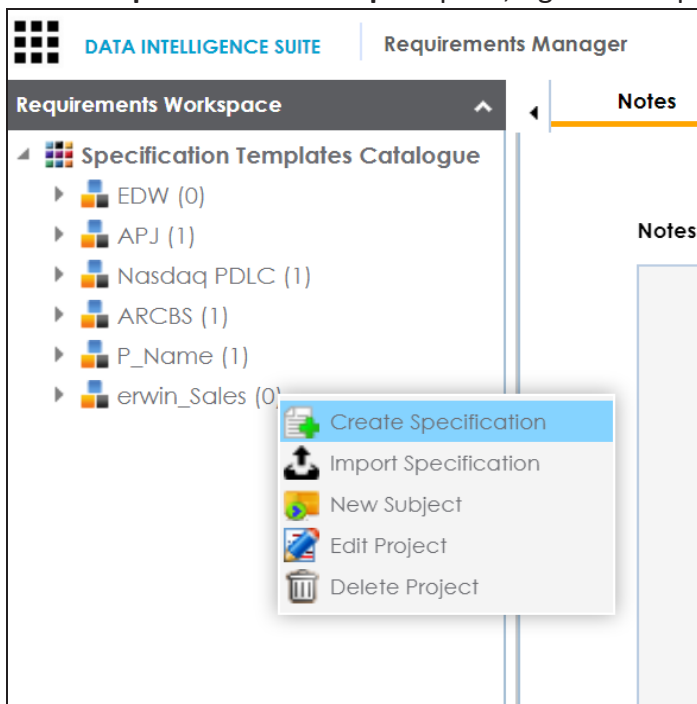 DATA INTELLIGENCE SUITE
Requirements Manager
Requirements Workspace
Notes
Specification Templates Catalogue
EDW (0)
APJ (1)
Notes
Nasdaq PDLC (1)
ARCBS (1)
P_Name (1)
erwin_Sales (0)
Create Specification
Import Specification
New Subject
Edit Project
Delete Project